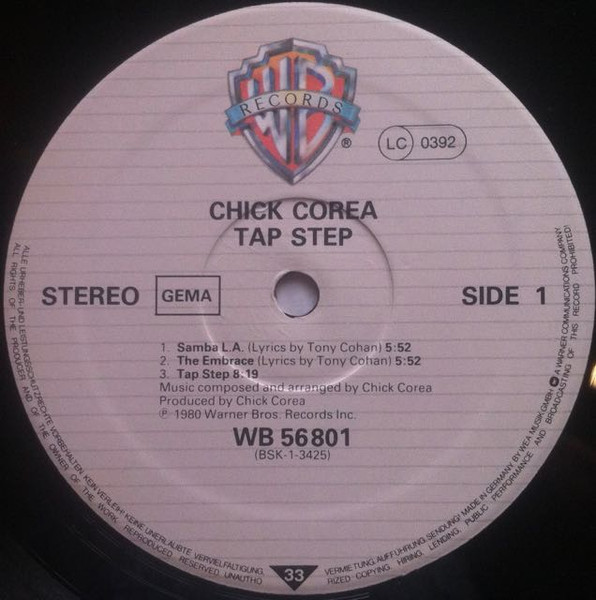 WB
RECORDS
®
LC 0392
CHICK COREA
TAP STEP
STEREO GEMA SIDE 1
1. Samba L.A. (Lyrics by Tony Cohan) 5:52
2. The Embrace (Lyrics by Tony Cohan) 5:52
3. Tap Step 8:19
Music composed and arranged by Chick Corea
Produced by Chick Corea
℗ 1980 Warner Bros. Records Inc.
WB 56 801
(BSK-1-3425)
ALLE URHEBER- UND LEISTUNGSSCHUTZRECHTE VORBEHALTEN. KEIN VERLEIH! KEINE UNERLAUBTE VERVIELFÄLTIGUNG, VERMIETUNG, AUFFÜHRUNG, SENDUNG! MADE IN GERMANY BY WEA MUSIK GMBH A WARNER COMMUNICATIONS COMPANY
ALL RIGHTS OF THE PRODUCER AND OF THE OWNER OF THE WORK REPRODUCED RESERVED UNAUTHO RIZED COPYING, HIRING, LENDING, PUBLIC PERFORMANCE AND BROADCASTING OF THIS RECORD PROHIBITED!
33